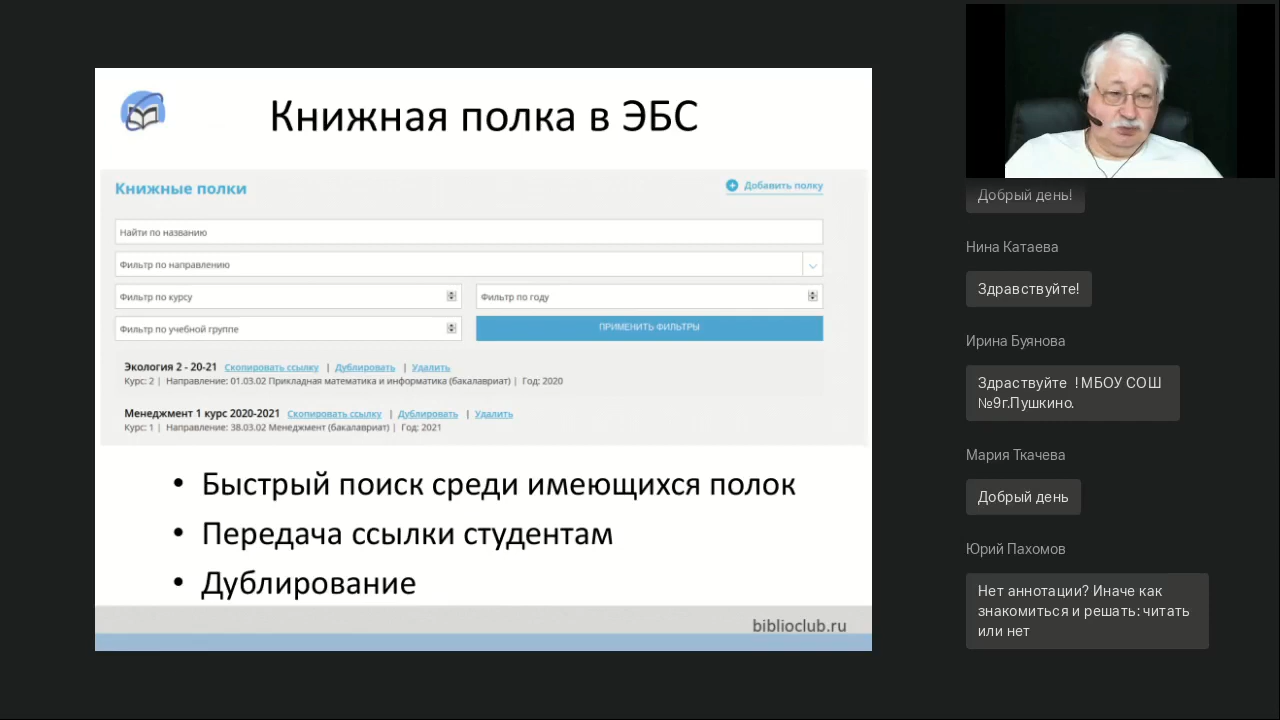 Книжная полка в ЭБС
Книжные полки
Добавить полку
Найти по названию
Фильтр по направлению
Фильтр по курсу
Фильтр по году
Фильтр по учебной группе
ПРИМЕНИТЬ ФИЛЬТРЫ
Экология 2 - 20-21 Скопировать ссылку | Дублировать | Удалить
Курс: 2 | Направление: 01.03.02 Прикладная математика и информатика (бакалавриат) | Год: 2020
Менеджмент 1 курс 2020-2021 Скопировать ссылку | Дублировать | Удалить
Курс: 1 | Направление: 38.03.02 Менеджмент (бакалавриат) | Год: 2021
• Быстрый поиск среди имеющихся полок
• Передача ссылки студентам
• Дублирование
biblioclub.ru
Добрый день!
Нина Катаева
Здравствуйте!
Ирина Буянова
Здраствуйте ! МБОУ СОШ
№9г.Пушкино.
Мария Ткачева
Добрый день
Юрий Пахомов
Нет аннотации? Иначе как
знакомиться и решать: читать
или нет